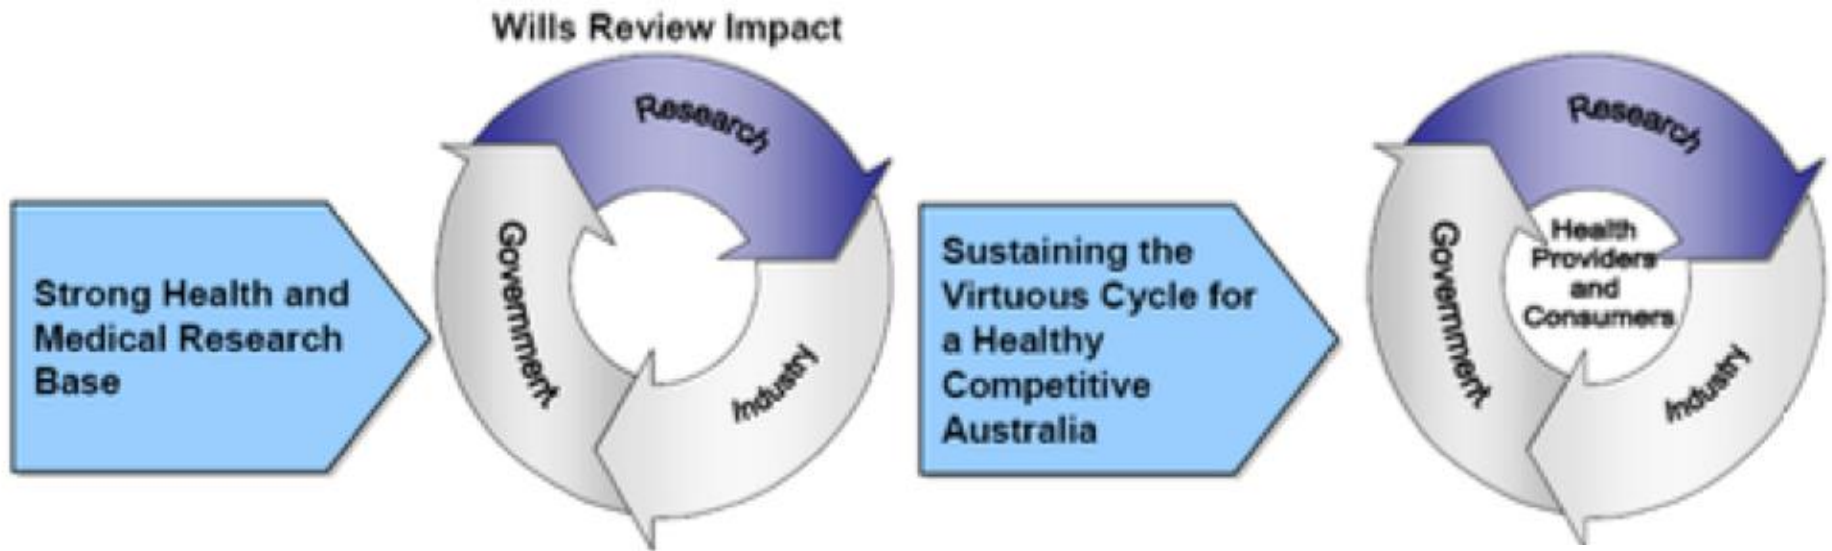 Wills Review Impact
Strong Health and
Medical Research
Base
Research
Government
Industry
Sustaining the
Virtuous Cycle for
a Healthy
Competitive
Australia
Research
Government
Industry
Health
Providers
and
Consumers